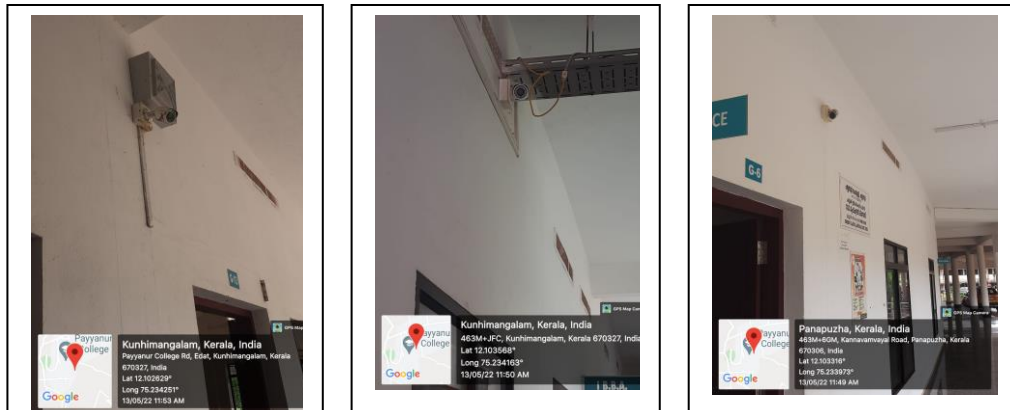 GPS Map Camera
Payyanur
College
Google
Kunhimangalam, Kerala, India
Payyanur College Rd, Edat, Kunhimangalam, Kerala
670327, India
Lat 12.102629°
Long 75.234251°
13/05/22 11:53 AM
GPS Map Camera
Payyanu
College
Google
Kunhimangalam, Kerala, India
463M+JFC, Kunhimangalam, Kerala 670327, India
Lat 12.103568°
Long 75.234163°
13/05/22 11:50 AM
CE
G-6
GPS Map Camera
Payyan
College
Google
Panapuzha, Kerala, India
463M+6GM, Kannavamvayal Road, Panapuzha, Kerala
670306, India
Lat 12.103316°
Long 75.233973°
13/05/22 11:49 AM